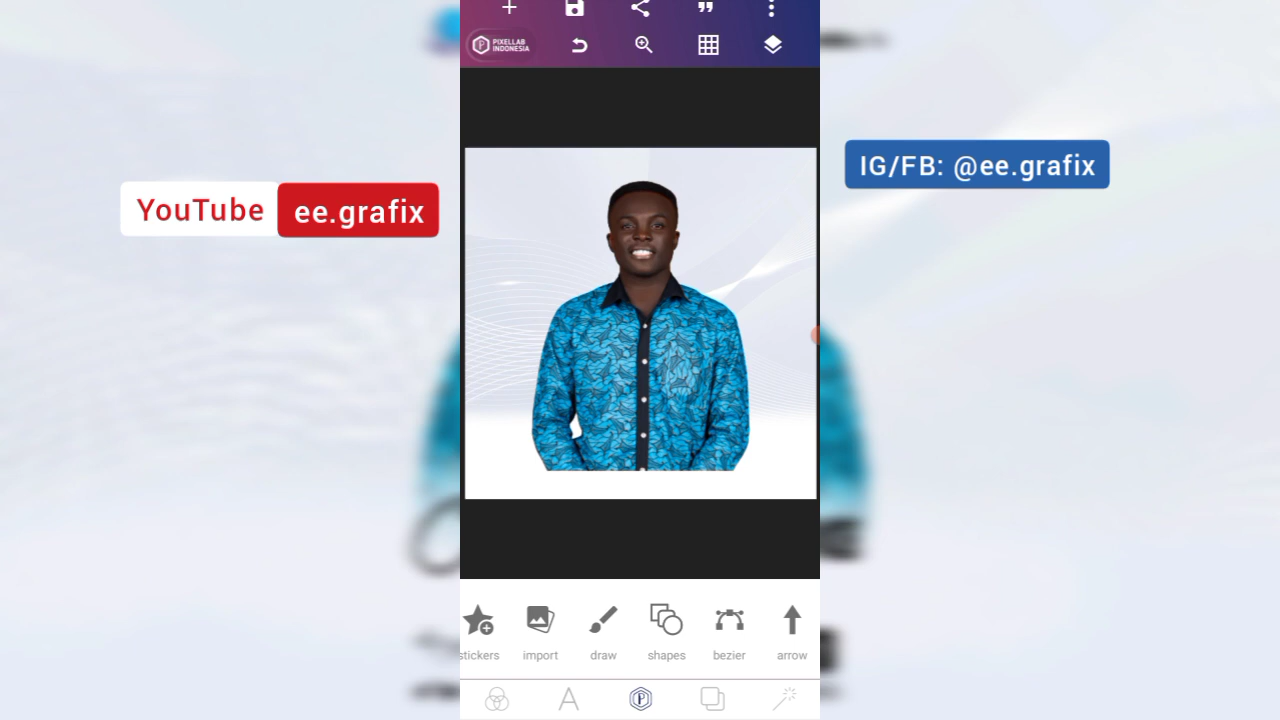 PIXELLAB
INDONESIA
YouTube ee.grafix
IG/FB: @ee.grafix
stickers import draw shapes bezier arrow